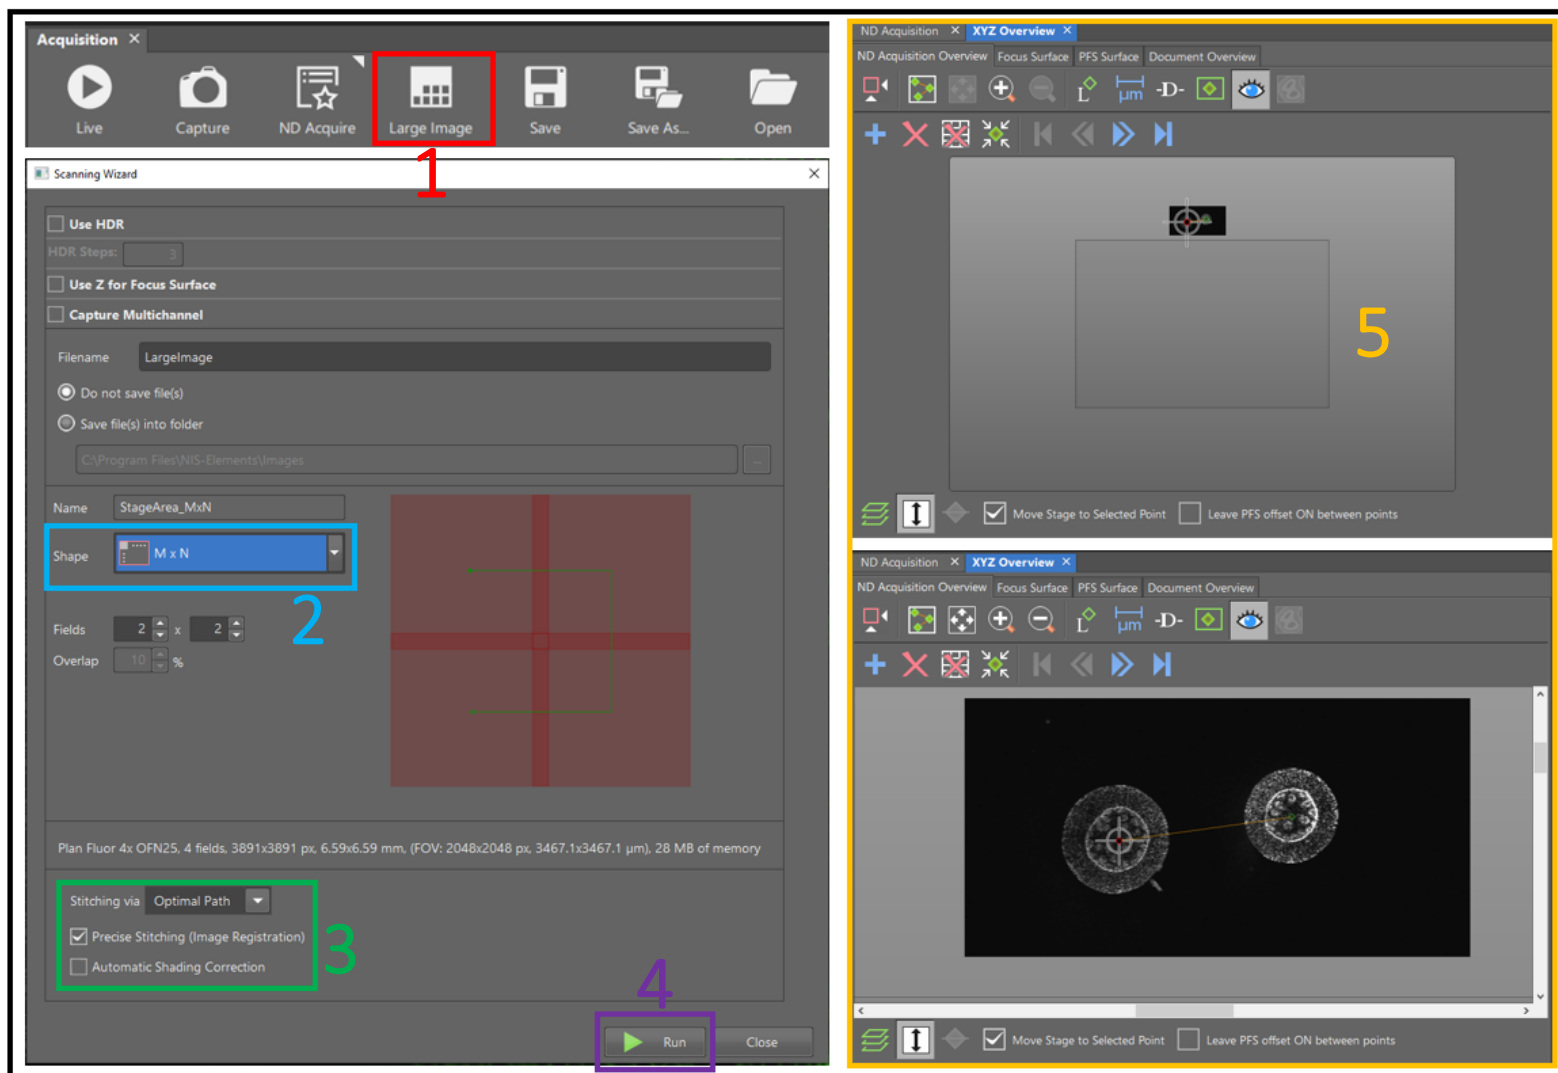 Acquisition ×
Live Capture ND Acquire Large Image Save Save As... Open
1
Scanning Wizard
Use HDR
HDR Steps: 3
Use Z for Focus Surface
Capture Multichannel
Filename LargeImage
Do not save file(s)
Save file(s) into folder
C:\Program Files\NIS-Elements\Images ...
Name StageArea_MxN
Shape M x N
2
Fields 2 x 2
Overlap 10 %
Plan Fluor 4x OFN25, 4 fields, 3891x3891 px, 6.59x6.59 mm, (FOV: 2048x2048 px, 3467.1x3467.1 µm), 28 MB of memory
Stitching via Optimal Path
Precise Stitching (Image Registration)
3
Automatic Shading Correction
4
Run Close
ND Acquisition × XYZ Overview ×
ND Acquisition Overview Focus Surface PFS Surface Document Overview
L µm -D-
5
Move Stage to Selected Point Leave PFS offset ON between points
ND Acquisition × XYZ Overview ×
ND Acquisition Overview Focus Surface PFS Surface Document Overview
L µm -D-
Move Stage to Selected Point Leave PFS offset ON between points